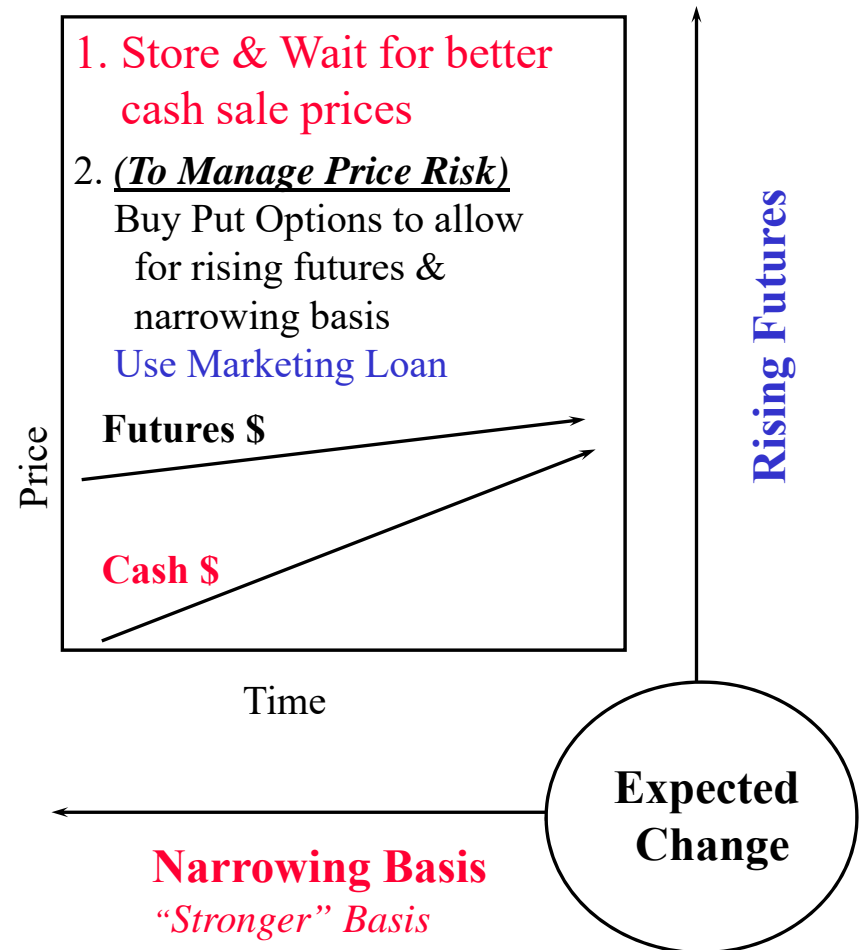 1. Store & Wait for better
cash sale prices
2. (To Manage Price Risk)
Buy Put Options to allow
for rising futures &
narrowing basis
Use Marketing Loan
Futures $
Cash $
Price
Time
Rising Futures
Expected
Change
Narrowing Basis
“Stronger” Basis